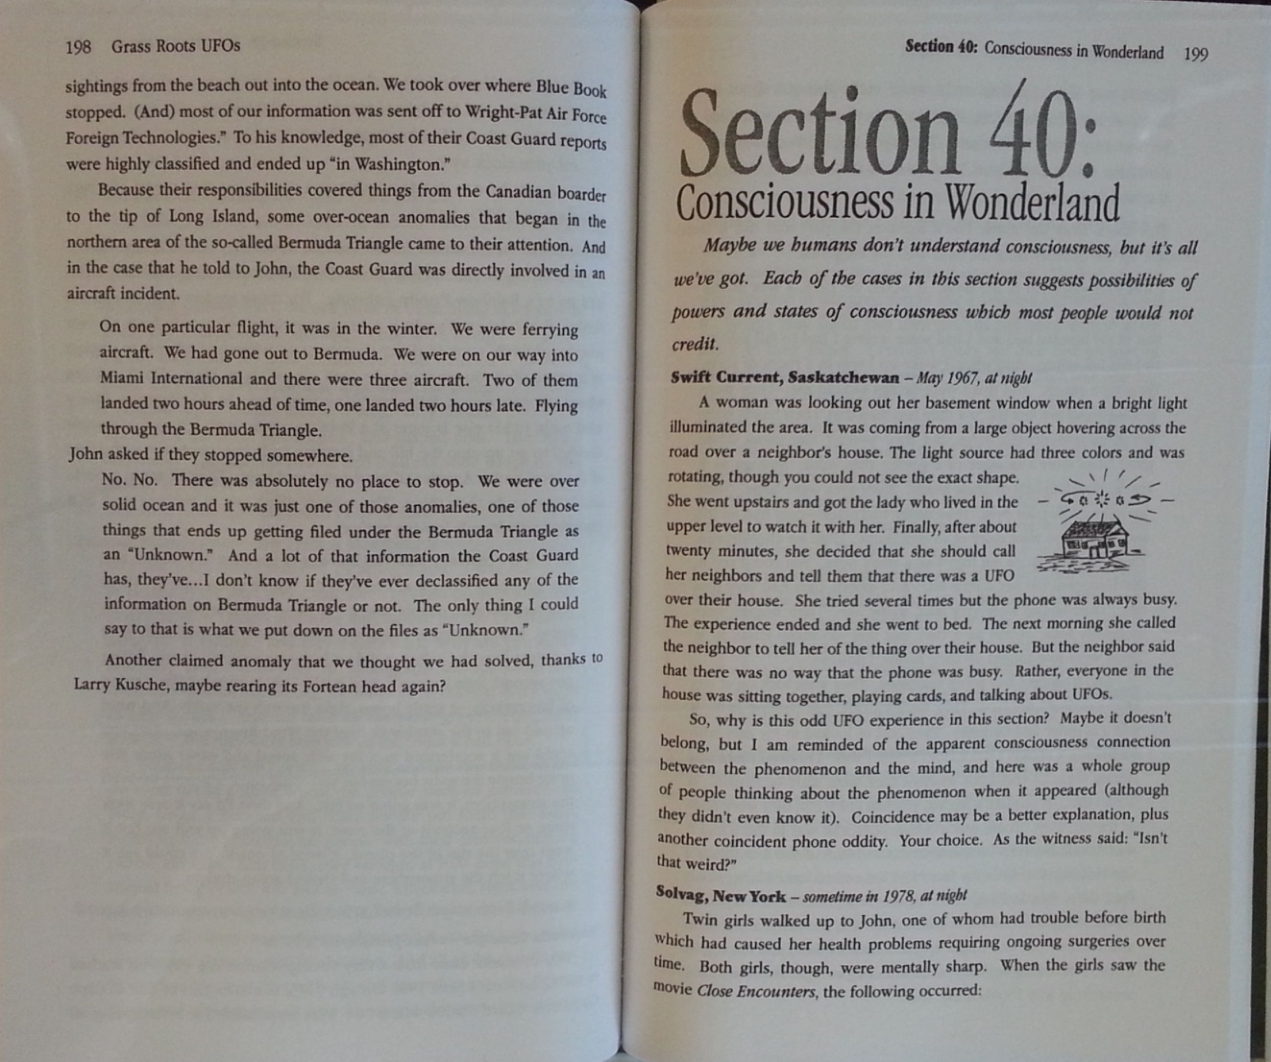 198 Grass Roots UFOs
sightings from the beach out into the ocean. We took over where Blue Book
stopped. (And) most of our information was sent off to Wright-Pat Air Force
Foreign Technologies." To his knowledge, most of their Coast Guard reports
were highly classified and ended up "in Washington."
Because their responsibilities covered things from the Canadian boarder
to the tip of Long Island, some over-ocean anomalies that began in the
northern area of the so-called Bermuda Triangle came to their attention. And
in the case that he told to John, the Coast Guard was directly involved in an
aircraft incident.
On one particular flight, it was in the winter. We were ferrying
aircraft. We had gone out to Bermuda. We were on our way into
Miami International and there were three aircraft. Two of them
landed two hours ahead of time, one landed two hours late. Flying
through the Bermuda Triangle.
John asked if they stopped somewhere.
No. No. There was absolutely no place to stop. We were over
solid ocean and it was just one of those anomalies, one of those
things that ends up getting filed under the Bermuda Triangle as
an "Unknown." And a lot of that information the Coast Guard
has, they've...I don't know if they've ever declassified any of the
information on Bermuda Triangle or not. The only thing I could
say to that is what we put down on the files as "Unknown."
Another claimed anomaly that we thought we had solved, thanks to
Larry Kusche, maybe rearing its Fortean head again?
Section 40: Consciousness in Wonderland 199
Section 40:
Consciousness in Wonderland
Maybe we humans don't understand consciousness, but it's all
we've got. Each of the cases in this section suggests possibilities of
powers and states of consciousness which most people would not
credit.
Swift Current, Saskatchewan – May 1967, at night
A woman was looking out her basement window when a bright light
illuminated the area. It was coming from a large object hovering across the
road over a neighbor's house. The light source had three colors and was
rotating, though you could not see the exact shape.
She went upstairs and got the lady who lived in the
upper level to watch it with her. Finally, after about
twenty minutes, she decided that she should call
her neighbors and tell them that there was a UFO
over their house. She tried several times but the phone was always busy.
The experience ended and she went to bed. The next morning she called
the neighbor to tell her of the thing over their house. But the neighbor said
that there was no way that the phone was busy. Rather, everyone in the
house was sitting together, playing cards, and talking about UFOs.
So, why is this odd UFO experience in this section? Maybe it doesn't
belong, but I am reminded of the apparent consciousness connection
between the phenomenon and the mind, and here was a whole group
of people thinking about the phenomenon when it appeared (although
they didn't even know it). Coincidence may be a better explanation, plus
another coincident phone oddity. Your choice. As the witness said: "Isn't
that weird?"
Solvag, New York – sometime in 1978, at night
Twin girls walked up to John, one of whom had trouble before birth
which had caused her health problems requiring ongoing surgeries over
time. Both girls, though, were mentally sharp. When the girls saw the
movie Close Encounters, the following occurred: